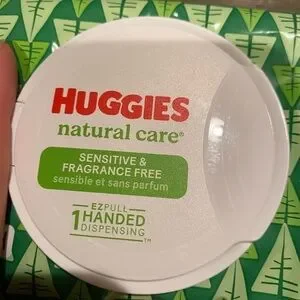 HUGGIES
natural care®
SENSITIVE &
FRAGRANCE FREE
sensible et sans parfum
EZPULL
1 HANDED
DISPENSING™